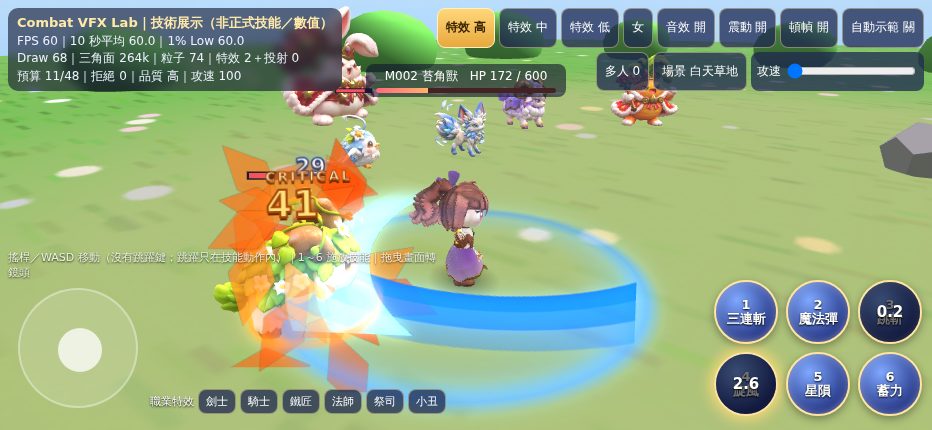 Combat VFX Lab｜技術展示（非正式技能／數值）
FPS 60｜10 秒平均 60.0｜1% Low 60.0
Draw 68｜三角面 264k｜粒子 74｜特效 2＋投射 0
預算 11/48｜拒絕 0｜品質 高｜攻速 100
特效 高
特效 中
特效 低
女
音效 開
震動 開
頓幀 開
自動示範 關
多人 0
場景 白天草地
攻速
M002 苔角獸 HP 172 / 600
29
CRITICAL
41
搖桿／WASD 移動（沒有跳躍鍵；跳躍只在技能動作內）｜1～6 施放技能｜拖曳畫面轉
鏡頭
1
三連斬
2
魔法彈
3
0.2
4
2.6
旋風
5
星隕
6
蓄力
職業特效
劍士
騎士
鐵匠
法師
祭司
小丑